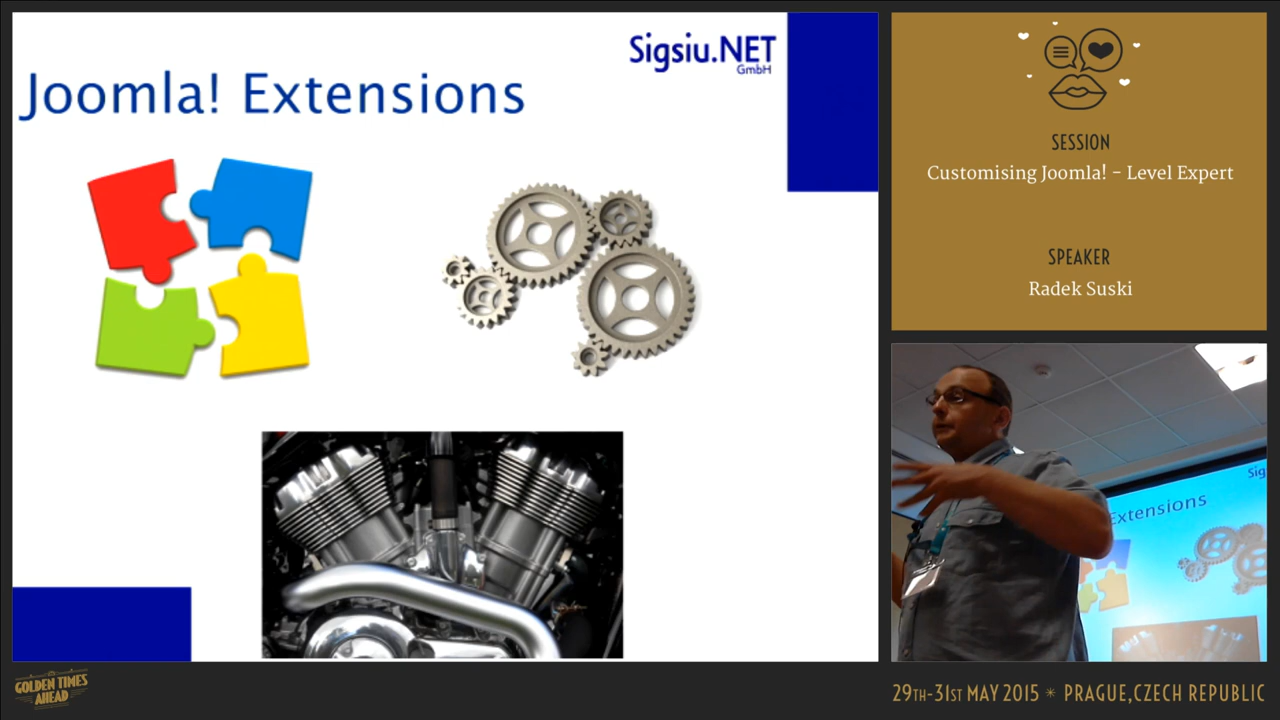 Sigsiu.NET
GmbH
Joomla! Extensions
SESSION
Customising Joomla! - Level Expert
SPEAKER
Radek Suski
Sig
Extensions
GOLDEN TIMES
AHEAD
29TH-31ST MAY 2015 * PRAGUE,CZECH REPUBLIC